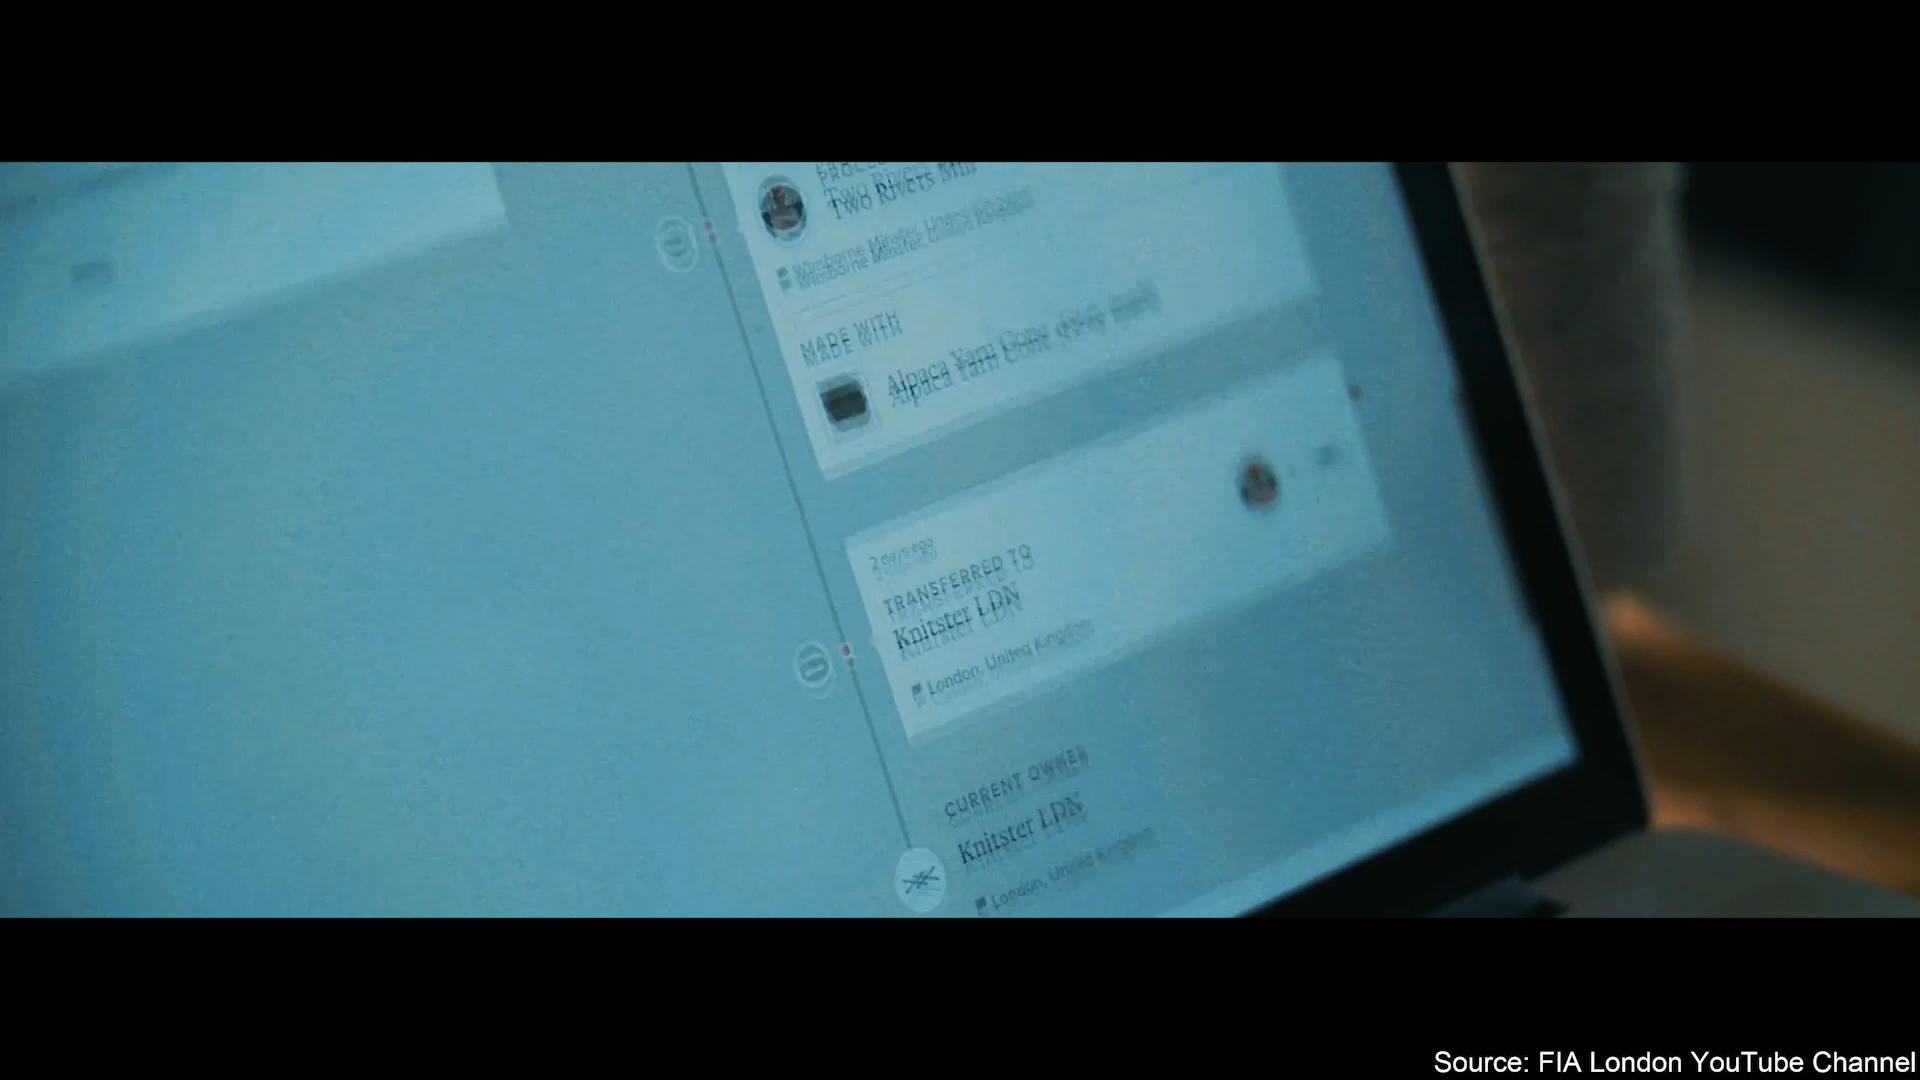 Two Rivers Mill
Wimborne Minster, United Kingdom
MADE WITH
Alpaca Yarn Cone
2 days ago
TRANSFERRED TO
Knitster LDN
London, United Kingdom
CURRENT OWNER
Knitster LDN
London, United Kingdom
Source: FIA London YouTube Channel